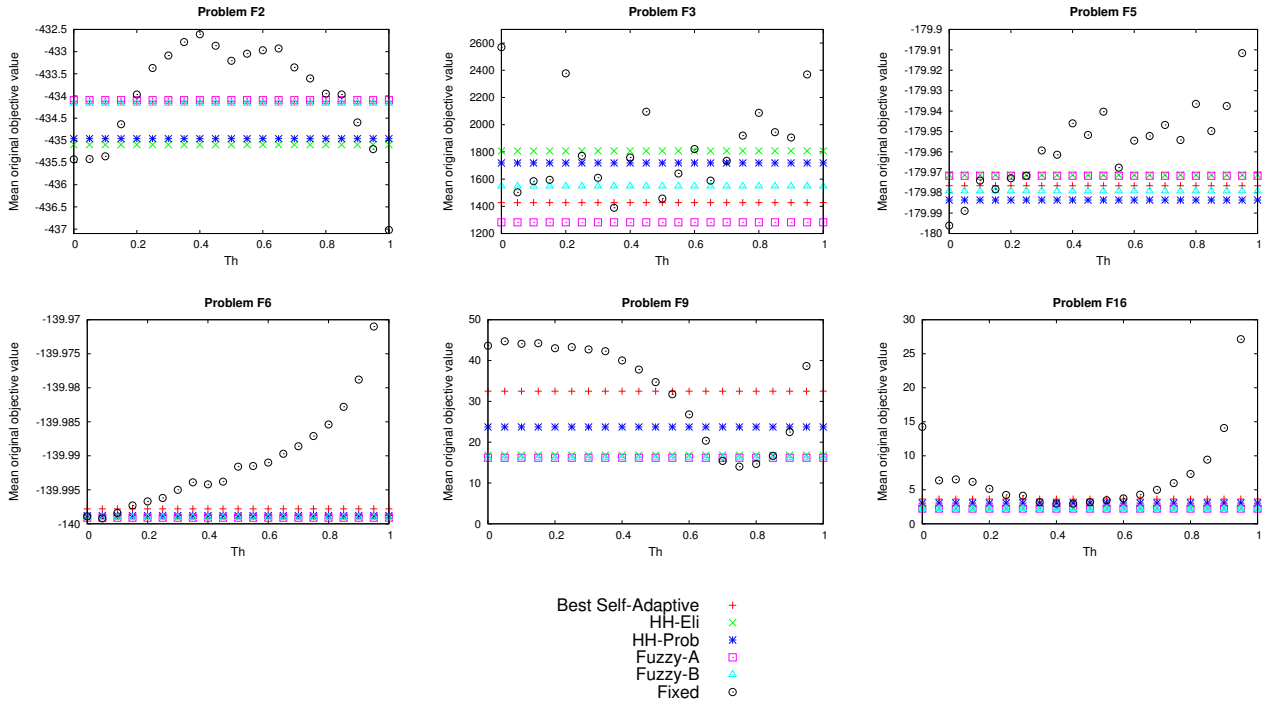 Problem F2
Mean original objective value
-432.5
-433
-433.5
-434
-434.5
-435
-435.5
-436
-436.5
-437
0 0.2 0.4 0.6 0.8 1
Th
Problem F3
Mean original objective value
2600
2400
2200
2000
1800
1600
1400
1200
0 0.2 0.4 0.6 0.8 1
Th
Problem F5
Mean original objective value
-179.9
-179.91
-179.92
-179.93
-179.94
-179.95
-179.96
-179.97
-179.98
-179.99
-180
0 0.2 0.4 0.6 0.8 1
Th
Problem F6
Mean original objective value
-139.97
-139.975
-139.98
-139.985
-139.99
-139.995
-140
0 0.2 0.4 0.6 0.8 1
Th
Problem F9
Mean original objective value
50
40
30
20
10
0
0 0.2 0.4 0.6 0.8 1
Th
Problem F16
Mean original objective value
30
25
20
15
10
5
0
0 0.2 0.4 0.6 0.8 1
Th
Best Self-Adaptive
HH-Eli
HH-Prob
Fuzzy-A
Fuzzy-B
Fixed